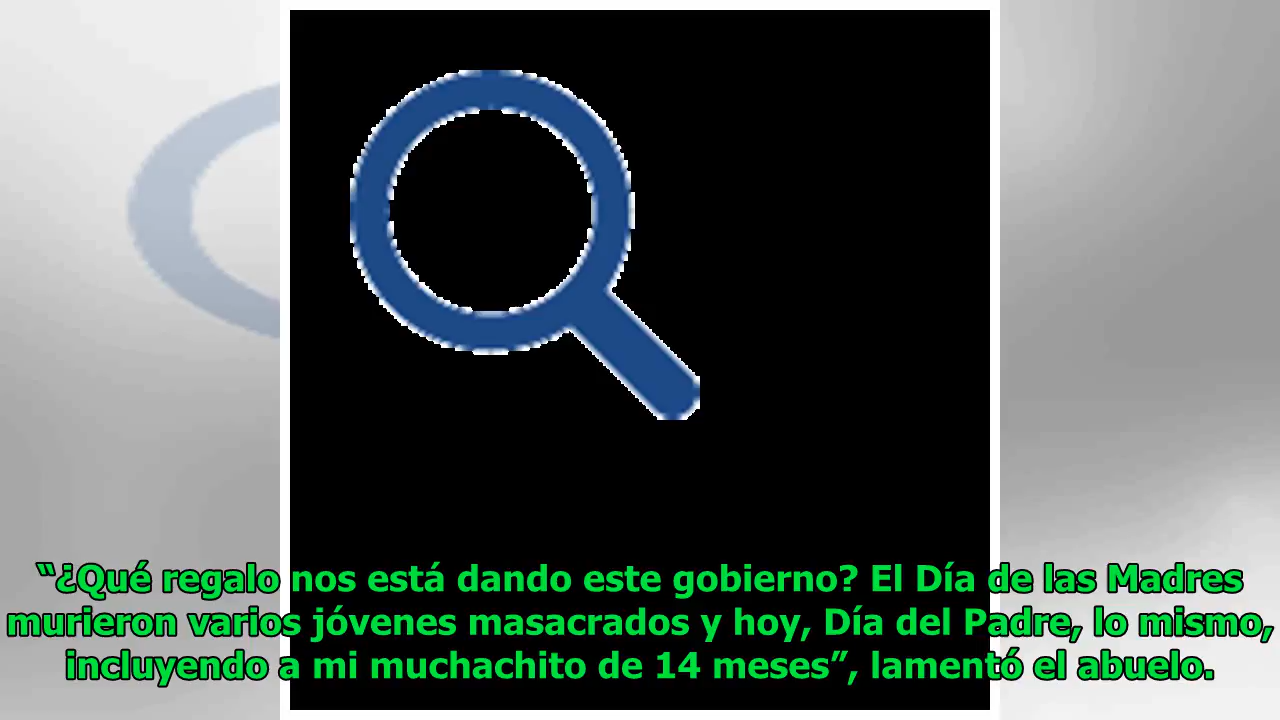 “¿Qué regalo nos está dando este gobierno? El Día de las Madres
murieron varios jóvenes masacrados y hoy, Día del Padre, lo mismo,
incluyendo a mi muchachito de 14 meses”, lamentó el abuelo.